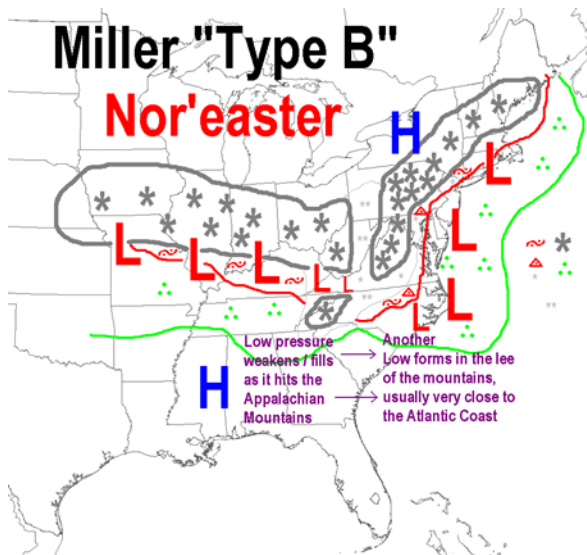 Miller "Type B"
Nor'easter
H
L
L
L
L
L
L
L
L
L
H
Low pressure
weakens / fills
as it hits the
Appalachian
Mountains
Another
Low forms in the lee
of the mountains,
usually very close to
the Atlantic Coast